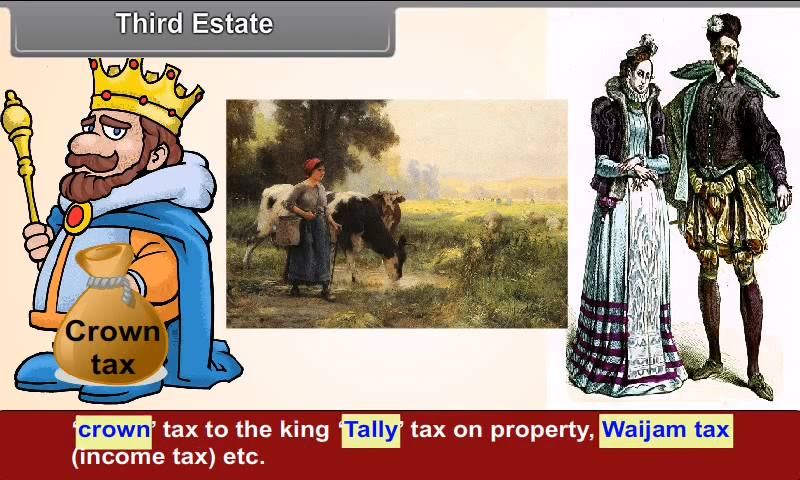 Third Estate
Crown
tax
‘crown’ tax to the king ‘Tally’ tax on property, Waijam tax
(income tax) etc.